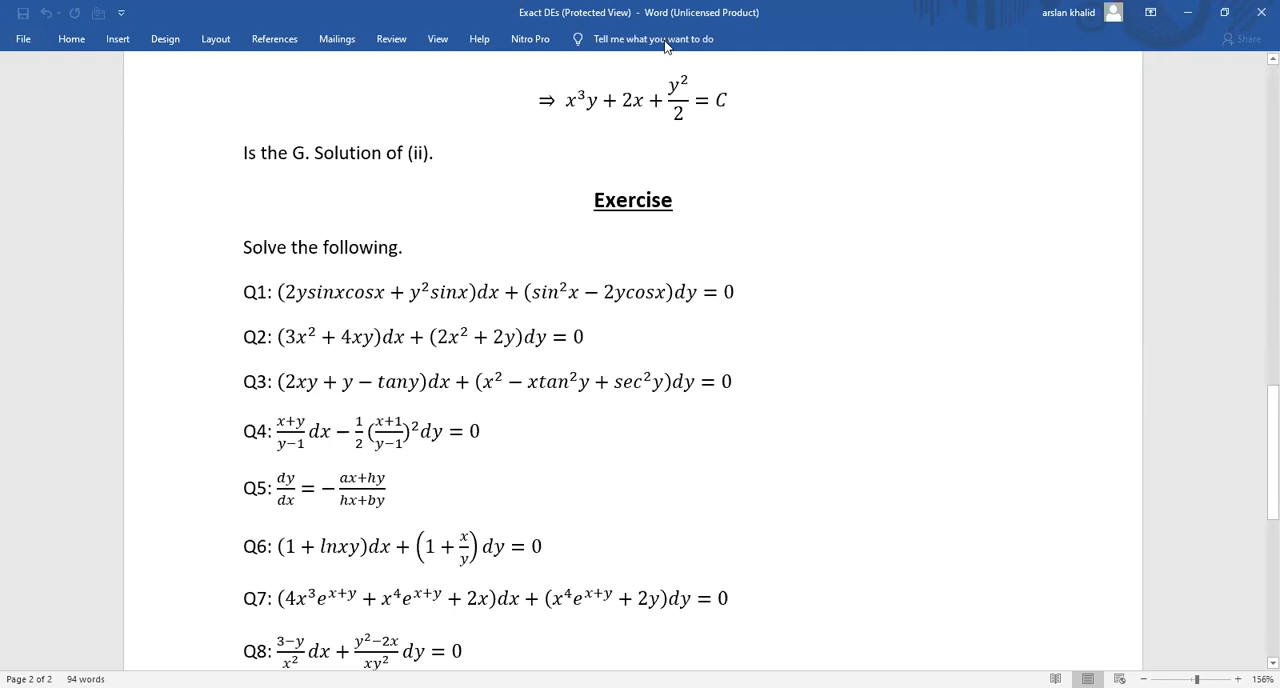 Exact DEs (Protected View) - Word (Unlicensed Product)
arslan khalid
File Home Insert Design Layout References Mailings Review View Help Nitro Pro Tell me what you want to do Share
⇒ x³y + 2x + y²/2 = C
Is the G. Solution of (ii).
Exercise
Solve the following.
Q1: (2ysinxcosx + y²sinx)dx + (sin²x − 2ycosx)dy = 0
Q2: (3x² + 4xy)dx + (2x² + 2y)dy = 0
Q3: (2xy + y − tany)dx + (x² − xtan²y + sec²y)dy = 0
Q4: (x+y)/(y−1) dx − 1/2 ((x+1)/(y−1))² dy = 0
Q5: dy/dx = − (ax+hy)/(hx+by)
Q6: (1 + lnxy)dx + (1 + x/y) dy = 0
Q7: (4x³eˣ⁺ʸ + x⁴eˣ⁺ʸ + 2x)dx + (x⁴eˣ⁺ʸ + 2y)dy = 0
Q8: (3−y)/x² dx + (y²−2x)/(xy²) dy = 0
Page 2 of 2 94 words 156%